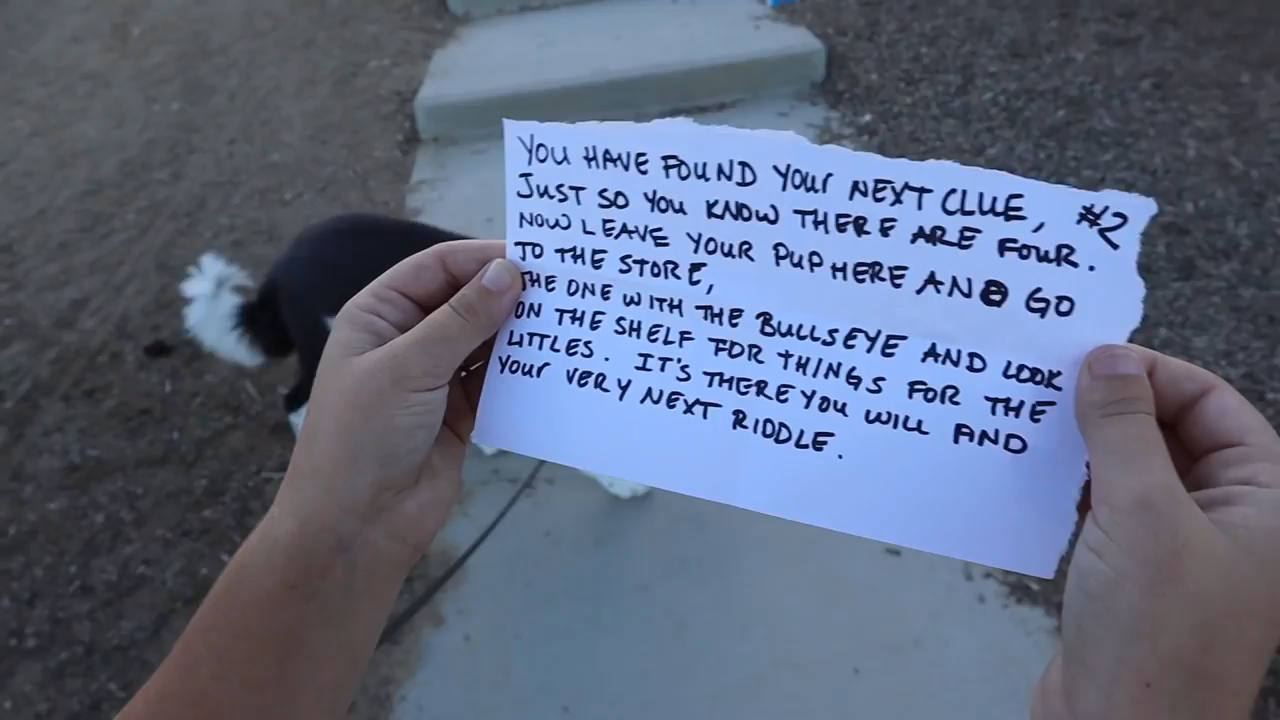 YOU HAVE FOUND YOUr NEXT CLUE, #2
JUST SO YOU KNOW THERE ARE FOUR.
NOW LEAVE YOUR PUP HERE AND GO
TO THE STORE,
THE ONE WITH THE BULLSEYE AND LOOK
ON THE SHELF FOR THINGS FOR THE
LITTLES. IT'S THERE YOU WILL AND
YOUr VERY NEXT RIDDLE.